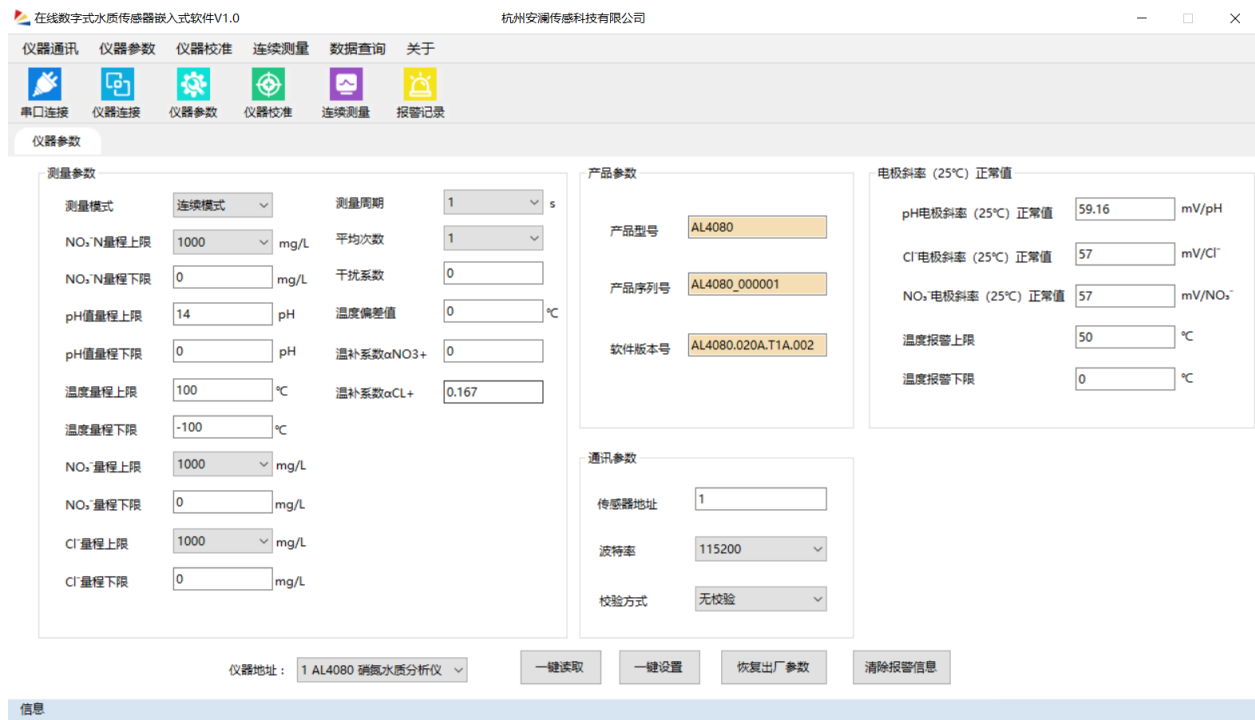 在线数字式水质传感器嵌入式软件V1.0 杭州安澜传感科技有限公司
仪器通讯 仪器参数 仪器校准 连续测量 数据查询 关于
串口连接 仪器连接 仪器参数 仪器校准 连续测量 报警记录
仪器参数
测量参数
测量模式 连续模式
NO₃⁻N量程上限 1000 mg/L
NO₃⁻N量程下限 0 mg/L
pH值量程上限 14 pH
pH值量程下限 0 pH
温度量程上限 100 ℃
温度量程下限 -100 ℃
NO₃⁻量程上限 1000 mg/L
NO₃⁻量程下限 0 mg/L
Cl⁻量程上限 1000 mg/L
Cl⁻量程下限 0 mg/L
测量周期 1 s
平均次数 1
干扰系数 0
温度偏差值 0 ℃
温补系数αNO3+ 0
温补系数αCL+ 0.167
产品参数
产品型号 AL4080
产品序列号 AL4080_000001
软件版本号 AL4080.020A.T1A.002
通讯参数
传感器地址 1
波特率 115200
校验方式 无校验
电极斜率（25℃）正常值
pH电极斜率（25℃）正常值 59.16 mV/pH
Cl⁻电极斜率（25℃）正常值 57 mV/Cl⁻
NO₃⁻电极斜率（25℃）正常值 57 mV/NO₃⁻
温度报警上限 50 ℃
温度报警下限 0 ℃
仪器地址： 1 AL4080 硝氮水质分析仪 一键读取 一键设置 恢复出厂参数 清除报警信息
信息